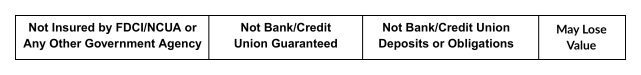 Not Insured by FDCI/NCUA or
Any Other Government Agency
Not Bank/Credit
Union Guaranteed
Not Bank/Credit Union
Deposits or Obligations
May Lose
Value